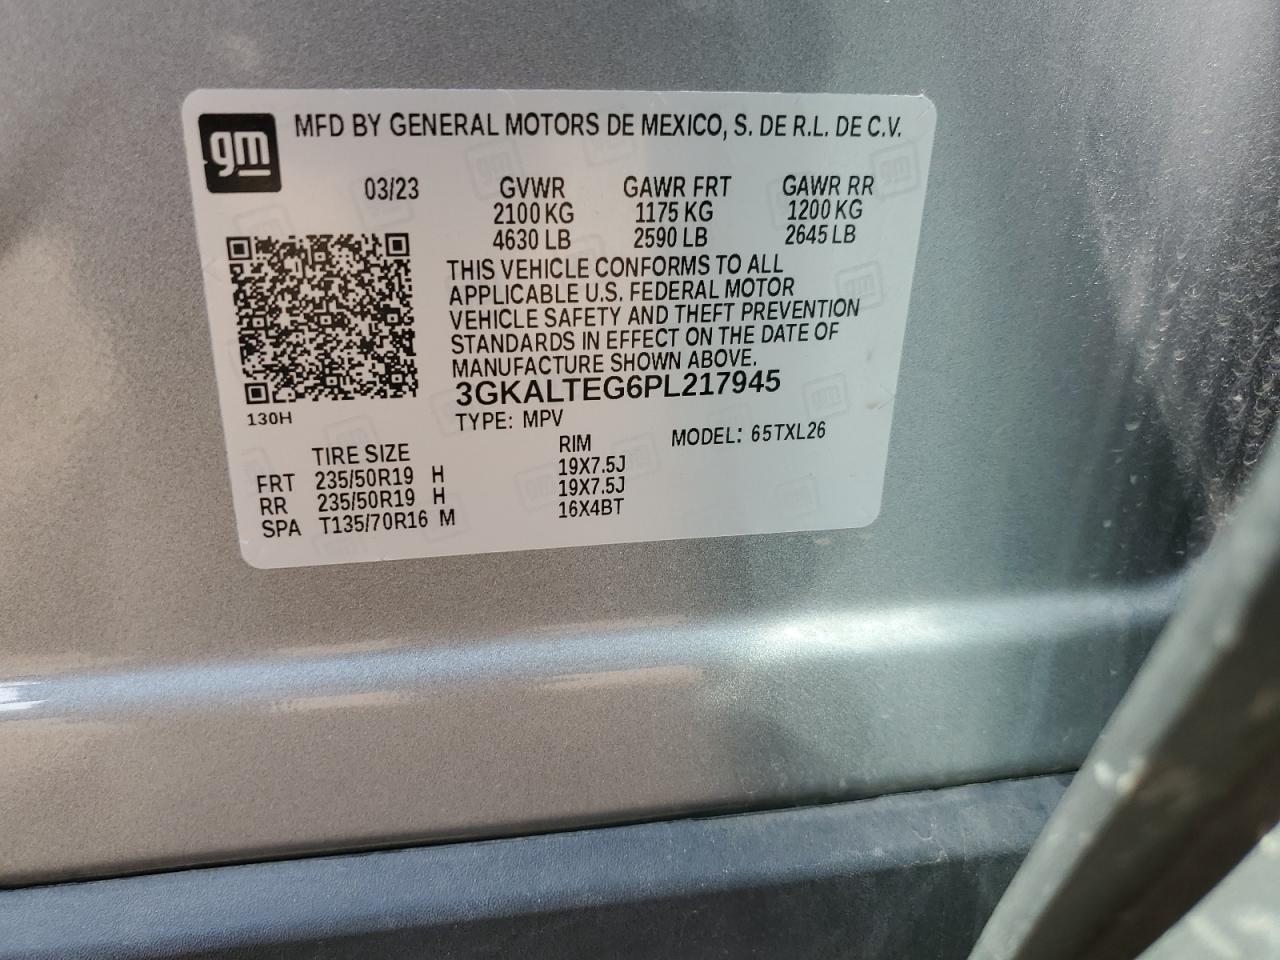 gm
MFD BY GENERAL MOTORS DE MEXICO, S. DE R.L. DE C.V.
03/23 GVWR GAWR FRT GAWR RR
2100 KG 1175 KG 1200 KG
4630 LB 2590 LB 2645 LB
THIS VEHICLE CONFORMS TO ALL
APPLICABLE U.S. FEDERAL MOTOR
VEHICLE SAFETY AND THEFT PREVENTION
STANDARDS IN EFFECT ON THE DATE OF
MANUFACTURE SHOWN ABOVE.
3GKALTEG6PL217945
130H
TYPE: MPV MODEL: 65TXL26
TIRE SIZE RIM
FRT 235/50R19 H 19X7.5J
RR 235/50R19 H 19X7.5J
SPA T135/70R16 M 16X4BT